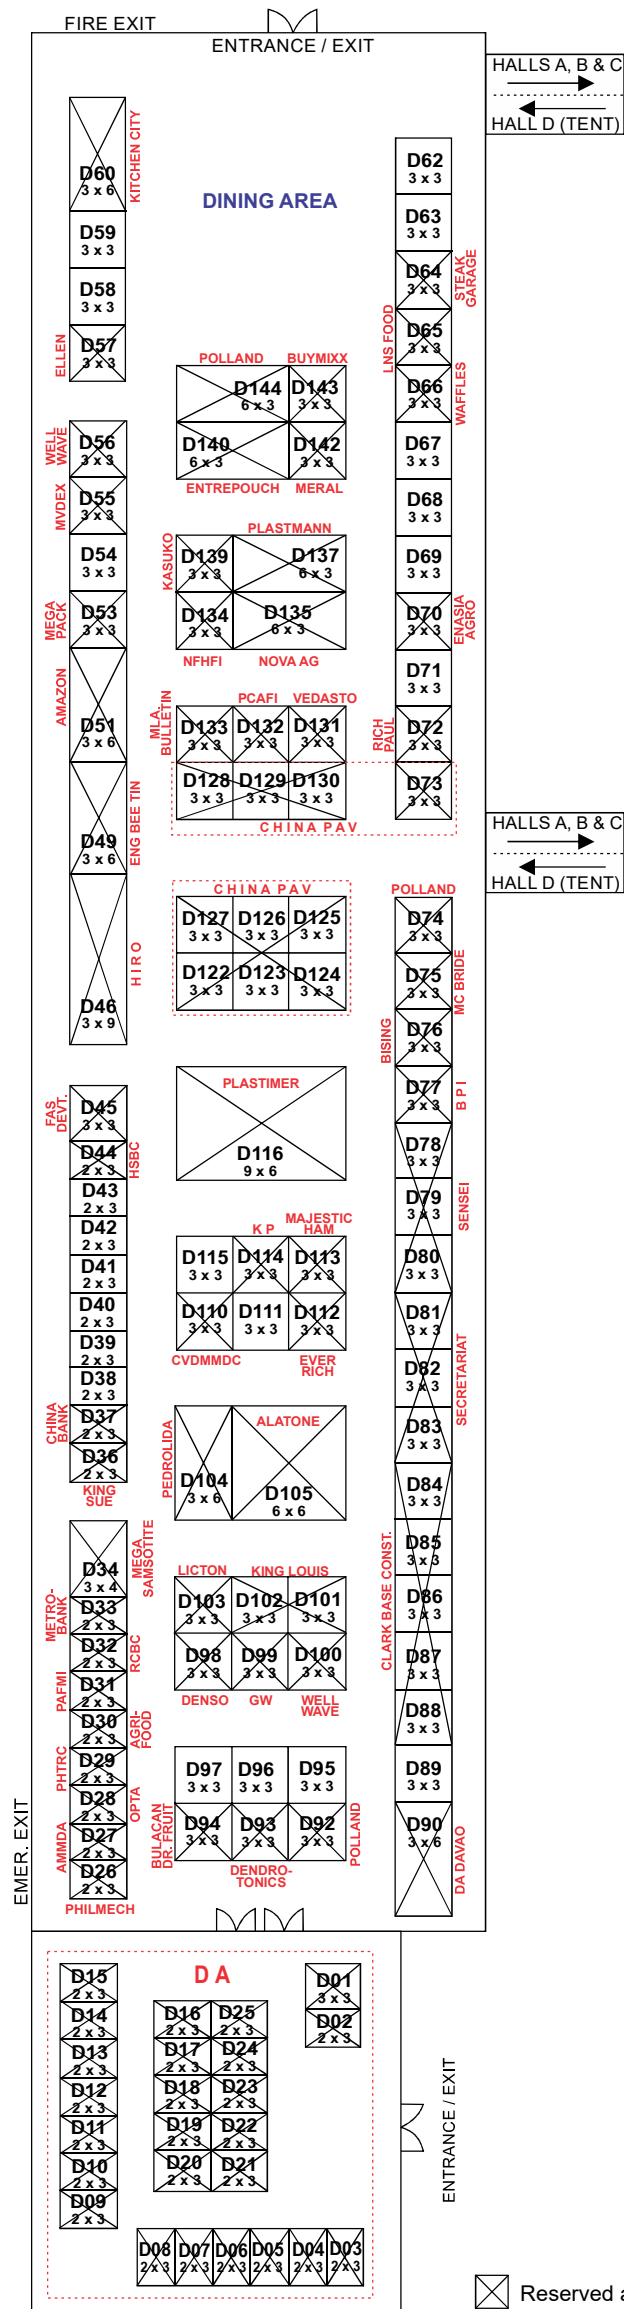 FIRE EXIT
ENTRANCE / EXIT
HALLS A, B & C
HALL D (TENT)
DINING AREA
D60
3 x 6
KITCHEN CITY
D59
3 x 3
D58
3 x 3
D57
3 x 3
ELLEN
D62
3 x 3
D63
3 x 3
D64
3 x 3
STEAK
GARAGE
D65
3 x 3
LNS FOOD
D66
3 x 3
WAFFLES
D67
3 x 3
D68
3 x 3
D69
3 x 3
D70
3 x 3
ENASIA
AGRO
D71
3 x 3
D72
3 x 3
RICH
PAUL
D73
3 x 3
POLLAND
BUYMIXX
D144
6 x 3
D143
3 x 3
D140
6 x 3
D142
3 x 3
ENTREPOUCH
MERAL
WELL
WAVE
D56
3 x 3
MVDEX
D55
3 x 3
D54
3 x 3
MEGA
PACK
D53
3 x 3
AMAZON
D51
3 x 6
D49
3 x 6
ENG BEE TIN
D46
3 x 9
HIRO
PLASTMANN
KASUKO
D139
3 x 3
D137
6 x 3
D134
3 x 3
D135
6 x 3
NFHFI
NOVA AG
MLA.
BULLETIN
PCAFI
VEDASTO
D133
3 x 3
D132
3 x 3
D131
3 x 3
D128
3 x 3
D129
3 x 3
D130
3 x 3
CHINA PAV
HALLS A, B & C
HALL D (TENT)
CHINA PAV
D127
3 x 3
D126
3 x 3
D125
3 x 3
D122
3 x 3
D123
3 x 3
D124
3 x 3
POLLAND
D74
3 x 3
D75
3 x 3
MC BRIDE
D76
3 x 3
BISING
D77
3 x 3
B P I
D78
3 x 3
D79
3 x 3
SENSEI
D80
3 x 3
D81
3 x 3
D82
3 x 3
SECRETARIAT
D83
3 x 3
D84
3 x 3
D85
3 x 3
D86
3 x 3
CLARK BASE CONST.
D87
3 x 3
D88
3 x 3
D89
3 x 3
D90
3 x 6
DA DAVAO
PLASTIMER
D116
9 x 6
FAS
DEVT.
D45
3 x 3
D44
2 x 3
HSBC
D43
2 x 3
D42
2 x 3
D41
2 x 3
D40
2 x 3
D39
2 x 3
D38
2 x 3
CHINA
BANK
D37
2 x 3
D36
2 x 3
KING
SUE
K P
MAJESTIC
HAM
D115
3 x 3
D114
3 x 3
D113
3 x 3
D110
3 x 3
D111
3 x 3
D112
3 x 3
CVDMMDC
EVER
RICH
PEDROLIDA
D104
3 x 6
ALATONE
D105
6 x 6
D34
3 x 4
MEGA
SAMSOTITE
METRO-
BANK
D33
2 x 3
D32
2 x 3
RCBC
PAFMI
D31
2 x 3
D30
2 x 3
AGRI-
FOOD
PHTRC
D29
2 x 3
D28
2 x 3
OPTA
AMMDA
D27
2 x 3
D26
2 x 3
PHILMECH
LICTON
KING LOUIS
D103
3 x 3
D102
3 x 3
D101
3 x 3
D98
3 x 3
D99
3 x 3
D100
3 x 3
DENSO
GW
WELL
WAVE
D97
3 x 3
D96
3 x 3
D95
3 x 3
BULACAN
DR. FRUIT
D94
3 x 3
D93
3 x 3
D92
3 x 3
POLLAND
DENDRO-
TONICS
EMER. EXIT
D A
D15
2 x 3
D14
2 x 3
D13
2 x 3
D12
2 x 3
D11
2 x 3
D10
2 x 3
D09
2 x 3
D16
2 x 3
D25
2 x 3
D17
2 x 3
D24
2 x 3
D18
2 x 3
D23
2 x 3
D19
2 x 3
D22
2 x 3
D20
2 x 3
D21
2 x 3
D01
3 x 3
D02
2 x 3
ENTRANCE / EXIT
D08
2 x 3
D07
2 x 3
D06
2 x 3
D05
2 x 3
D04
2 x 3
D03
2 x 3
Reserved